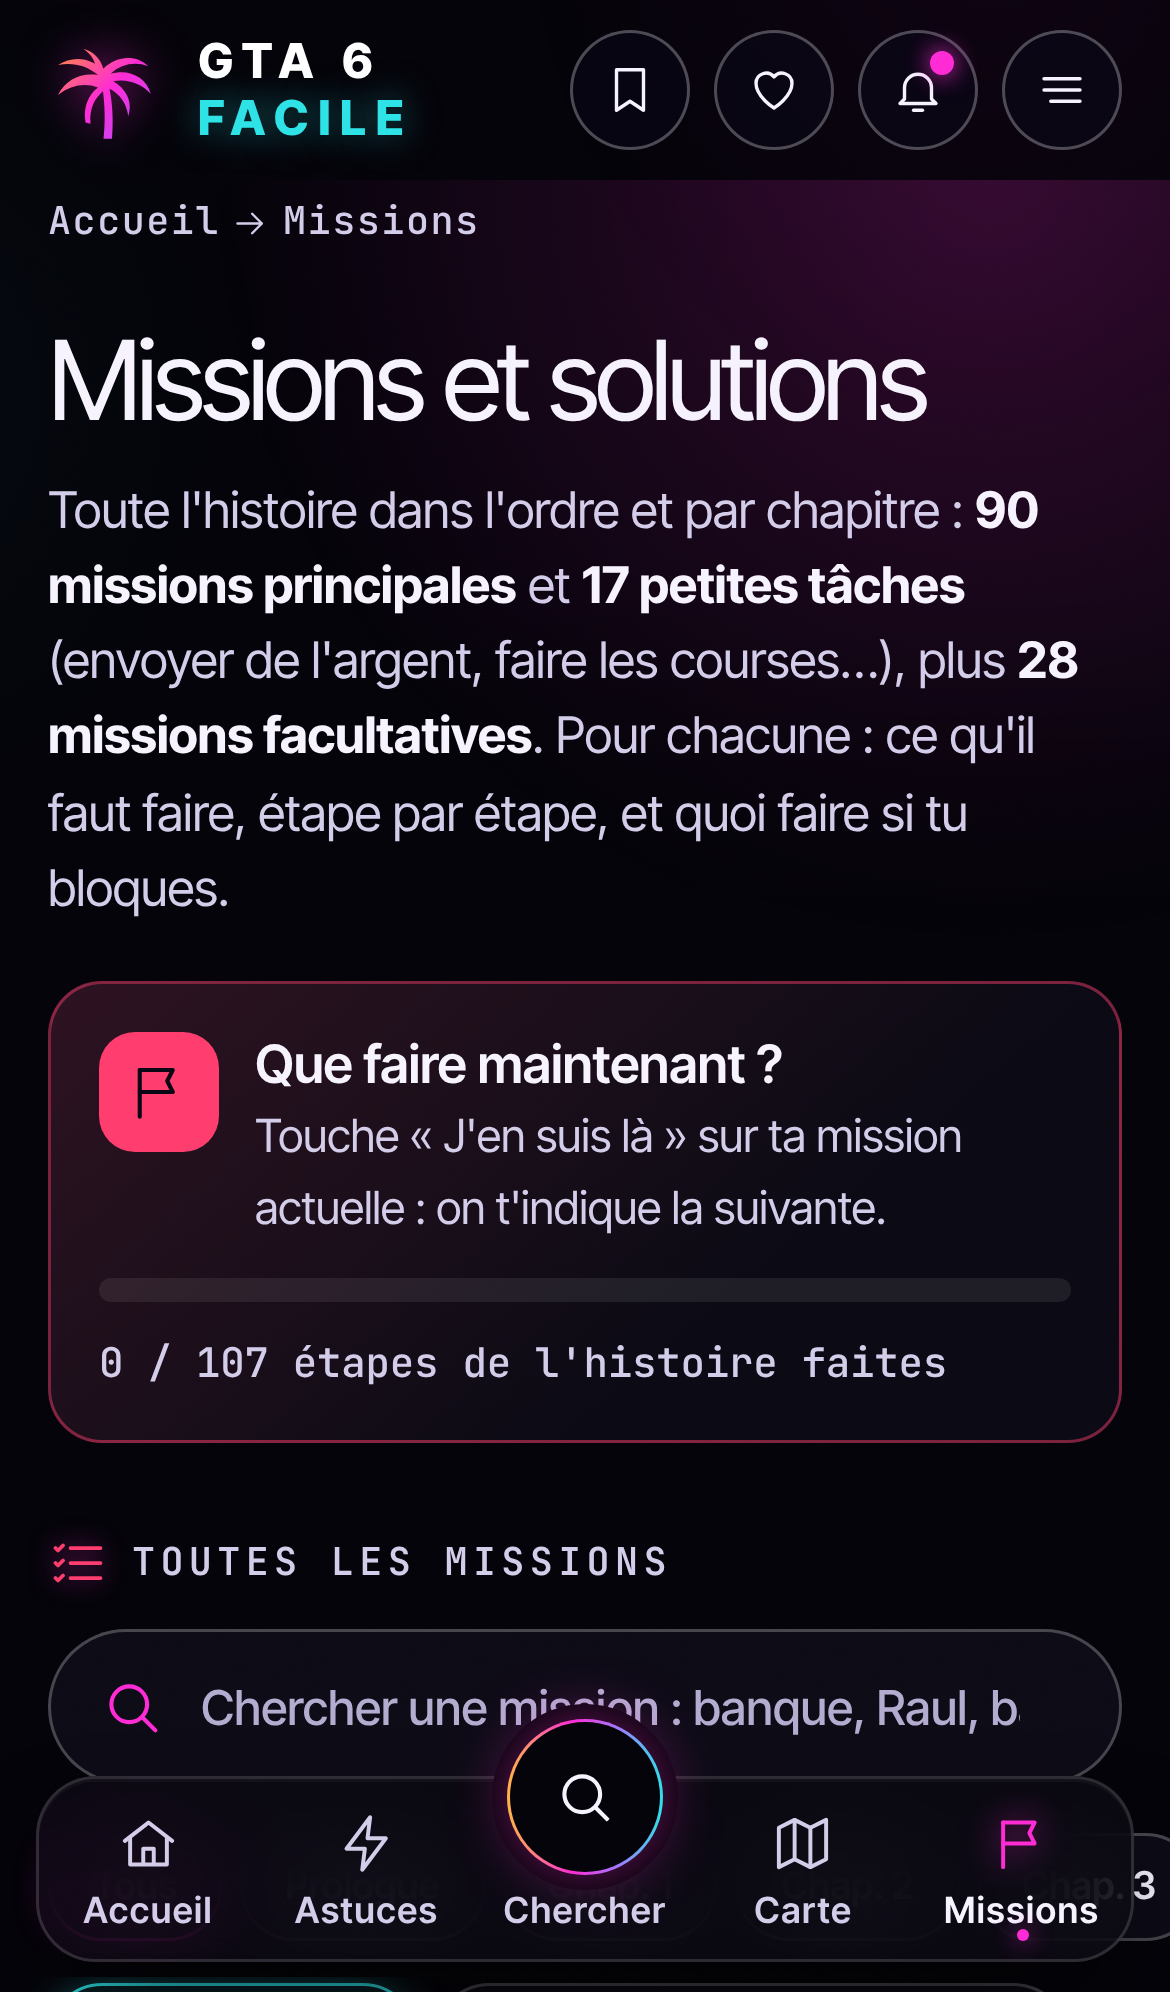 GTA 6
FACILE
Accueil → Missions
Missions et solutions
Toute l'histoire dans l'ordre et par chapitre : 90
missions principales et 17 petites tâches
(envoyer de l'argent, faire les courses...), plus 28
missions facultatives. Pour chacune : ce qu'il
faut faire, étape par étape, et quoi faire si tu
bloques.
Que faire maintenant ?
Touche « J'en suis là » sur ta mission
actuelle : on t'indique la suivante.
0 / 107 étapes de l'histoire faites
TOUTES LES MISSIONS
Chercher une mission : banque, Raul, b
Chap. 2
Chap. 3
Accueil
Astuces
Chercher
Carte
Missions